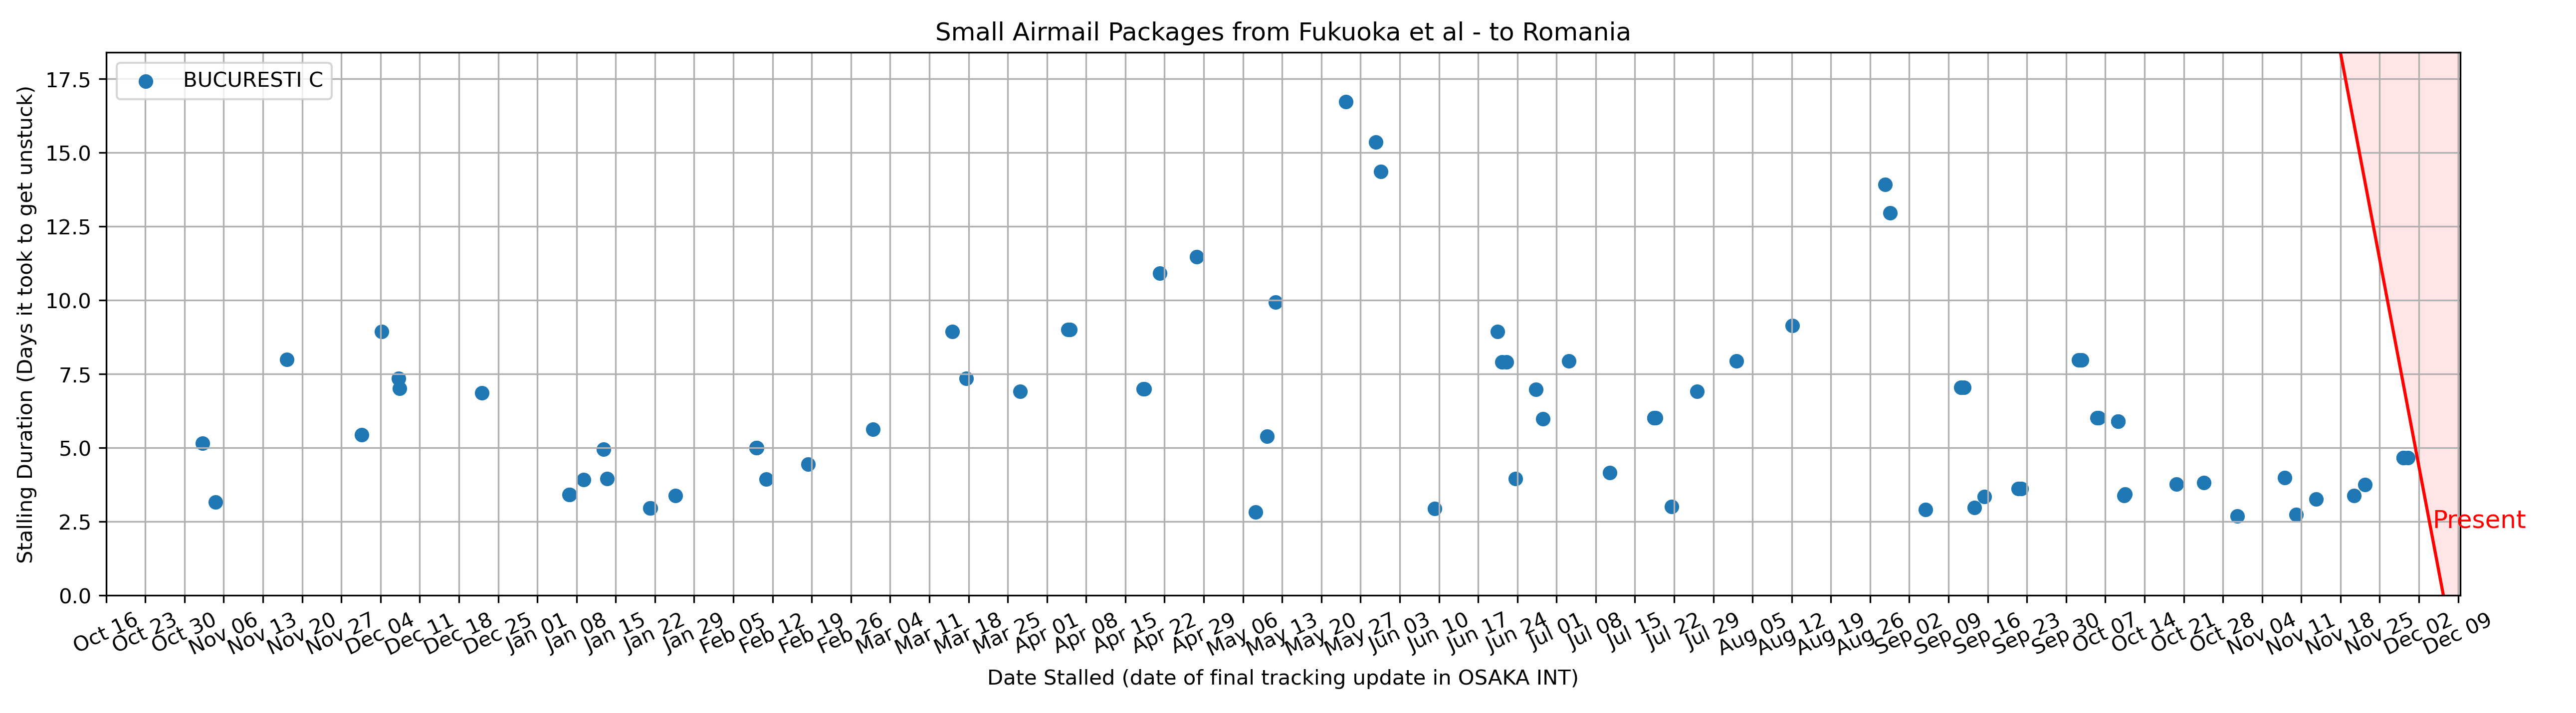 Small Airmail Packages from Fukuoka et al - to Romania
BUCURESTI C
Stalling Duration (Days it took to get unstuck)
17.5
15.0
12.5
10.0
7.5
5.0
2.5
0.0
Present
Oct 16 Oct 23 Oct 30 Nov 06 Nov 13 Nov 20 Nov 27 Dec 04 Dec 11 Dec 18 Dec 25 Jan 01 Jan 08 Jan 15 Jan 22 Jan 29 Feb 05 Feb 12 Feb 19 Feb 26 Mar 04 Mar 11 Mar 18 Mar 25 Apr 01 Apr 08 Apr 15 Apr 22 Apr 29 May 06 May 13 May 20 May 27 Jun 03 Jun 10 Jun 17 Jun 24 Jul 01 Jul 08 Jul 15 Jul 22 Jul 29 Aug 05 Aug 12 Aug 19 Aug 26 Sep 02 Sep 09 Sep 16 Sep 23 Sep 30 Oct 07 Oct 14 Oct 21 Oct 28 Nov 04 Nov 11 Nov 18 Nov 25 Dec 02 Dec 09
Date Stalled (date of final tracking update in OSAKA INT)